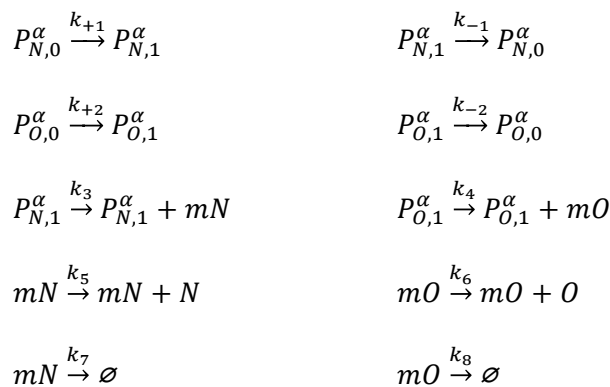 P^α_{N,0} →^{k_{+1}} P^α_{N,1} P^α_{N,1} →^{k_{−1}} P^α_{N,0}
P^α_{O,0} →^{k_{+2}} P^α_{O,1} P^α_{O,1} →^{k_{−2}} P^α_{O,0}
P^α_{N,1} →^{k_3} P^α_{N,1} + mN P^α_{O,1} →^{k_4} P^α_{O,1} + mO
mN →^{k_5} mN + N mO →^{k_6} mO + O
mN →^{k_7} ∅ mO →^{k_8} ∅